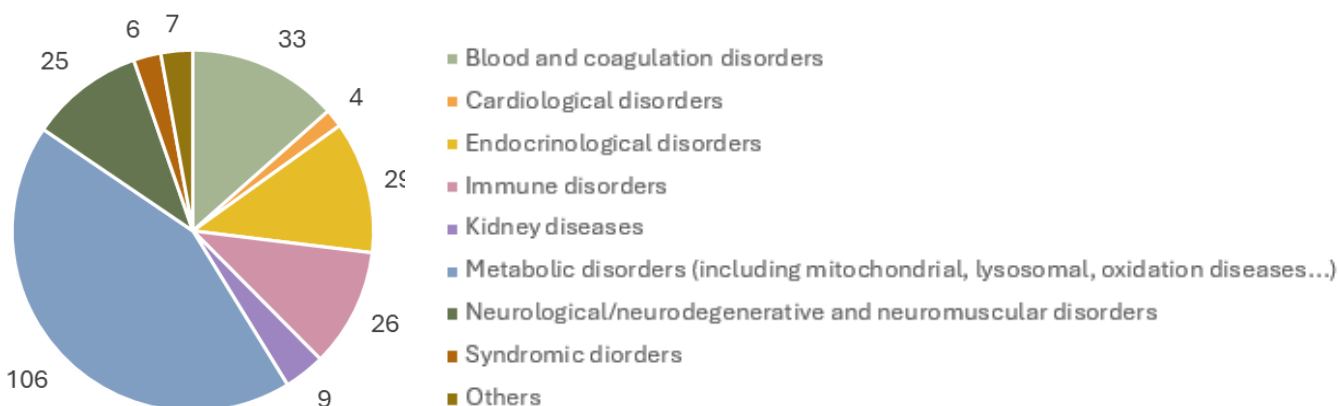 6
7
33
25
4
29
26
106
9
Blood and coagulation disorders
Cardiological disorders
Endocrinological disorders
Immune disorders
Kidney diseases
Metabolic disorders (including mitochondrial, lysosomal, oxidation diseases...)
Neurological/neurodegenerative and neuromuscular disorders
Syndromic diorders
Others